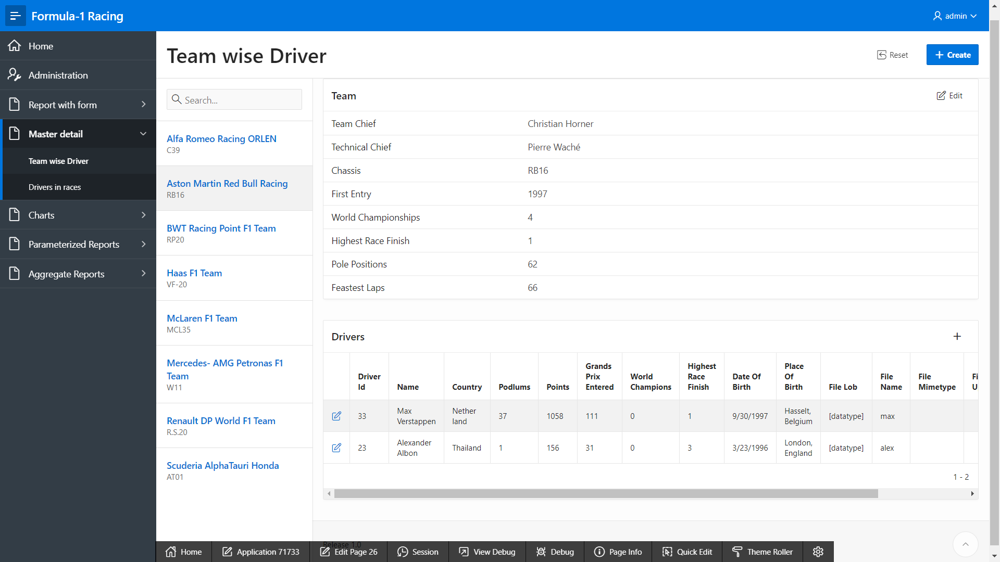 Formula-1 Racing
admin
Home
Administration
Report with form
Master detail
Team wise Driver
Drivers in races
Charts
Parameterized Reports
Aggregate Reports
Team wise Driver
Reset
Create
Search...
Alfa Romeo Racing ORLEN
C39
Aston Martin Red Bull Racing
RB16
BWT Racing Point F1 Team
RP20
Haas F1 Team
VF-20
McLaren F1 Team
MCL35
Mercedes- AMG Petronas F1
Team
W11
Renault DP World F1 Team
R.S.20
Scuderia AlphaTauri Honda
AT01
Team
Edit
Team Chief Christian Horner
Technical Chief Pierre Waché
Chassis RB16
First Entry 1997
World Championships 4
Highest Race Finish 1
Pole Positions 62
Feastest Laps 66
Drivers
Driver Id Name Country Podlums Points Grands Prix Entered World Champions Highest Race Finish Date Of Birth Place Of Birth File Lob File Name File Mimetype Fi U
33 Max Verstappen Nether land 37 1058 111 0 1 9/30/1997 Hasselt, Belgium [datatype] max
23 Alexander Albon Thailand 1 156 31 0 3 3/23/1996 London, England [datatype] alex
1 - 2
Release 1.0
Home Application 71733 Edit Page 26 Session View Debug Debug Page Info Quick Edit Theme Roller